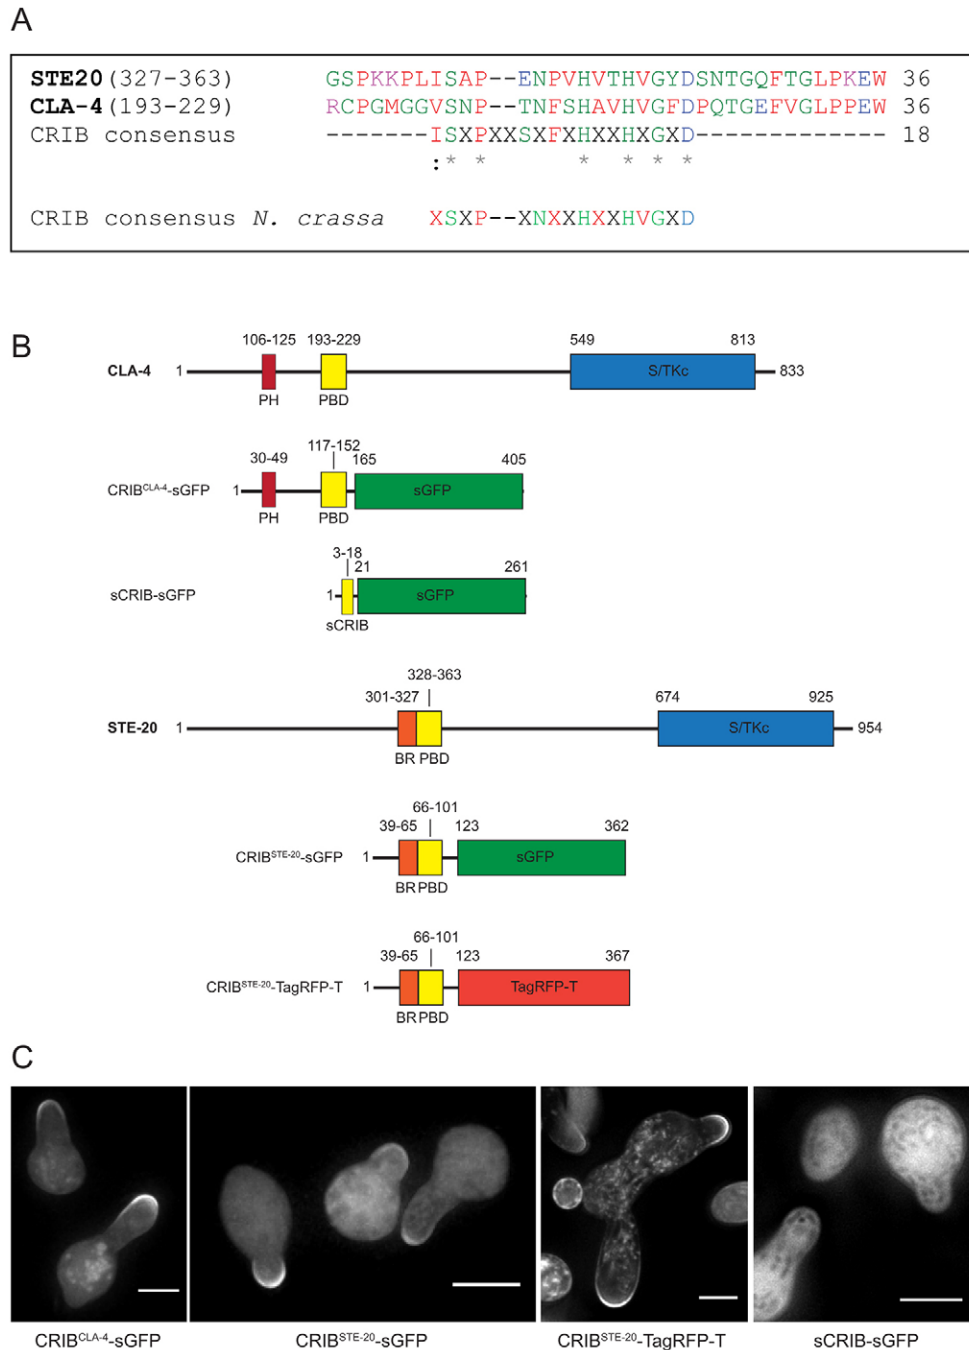 A
STE20(327-363) GSPKKPLISAP--ENPVHVTHVGYDSNTGQFTGLPKEW 36
CLA-4(193-229) RCPGMGGVSNP--TNFSHAVHVGFDPQTGEFVGLPPEW 36
CRIB consensus -------ISXPXXSXFXHXXHXGXD------------- 18
:* * * * * *
CRIB consensus N. crassa XSXP--XNXXHXXHVGXD
B
106-125 193-229 549 813
CLA-4 1 S/TKc 833
PH PBD
117-152
30-49 165 405
CRIBCLA-4-sGFP 1 sGFP
PH PBD
3-18
21 261
sCRIB-sGFP 1 sGFP
sCRIB
328-363
301-327 674 925
STE-20 1 S/TKc 954
BR PBD
66-101
39-65 123 362
CRIBSTE-20-sGFP 1 sGFP
BR PBD
66-101
39-65 123 367
CRIBSTE-20-TagRFP-T 1 TagRFP-T
BR PBD
C
CRIBCLA-4-sGFP CRIBSTE-20-sGFP CRIBSTE-20-TagRFP-T sCRIB-sGFP